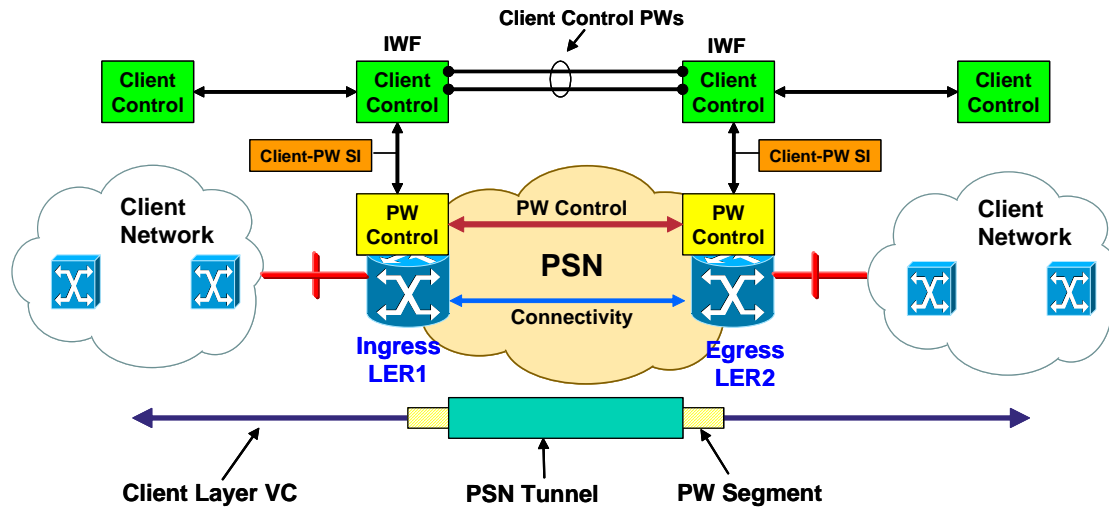 Client Control PWs
IWF
IWF
Client
Control
Client
Control
Client
Control
Client
Control
Client-PW SI
Client-PW SI
Client
Network
PW
Control
PW Control
PW
Control
Client
Network
PSN
Connectivity
Ingress
LER1
Egress
LER2
Client Layer VC
PSN Tunnel
PW Segment